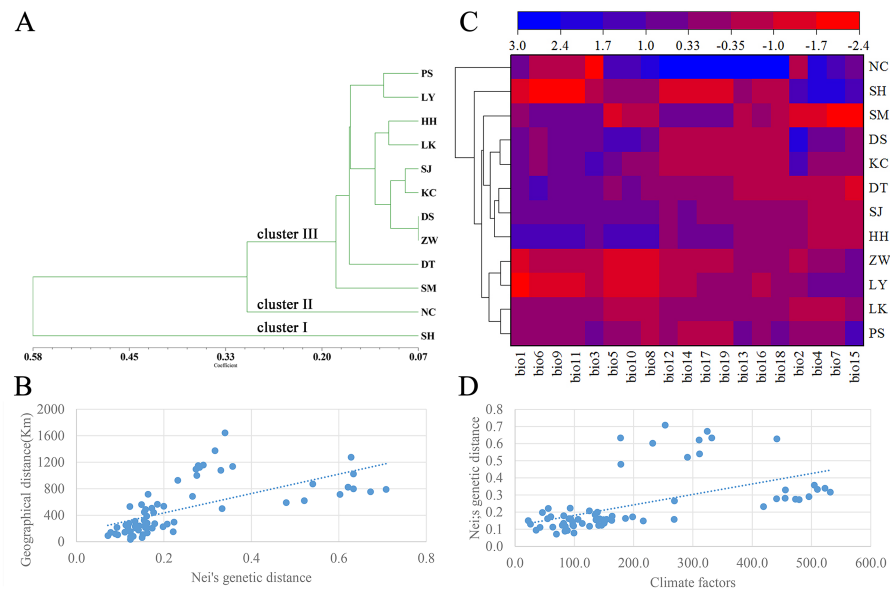 A
PS
LY
HH
LK
SJ
KC
DS
ZW
DT
SM
NC
SH
cluster III
cluster II
cluster I
0.58 0.45 0.33 0.20 0.07
Coefficient
C
3.0 2.4 1.7 1.0 0.33 -0.35 -1.0 -1.7 -2.4
NC
SH
SM
DS
KC
DT
SJ
HH
ZW
LY
LK
PS
bio1 bio6 bio9 bio11 bio3 bio5 bio10 bio8 bio12 bio14 bio17 bio19 bio13 bio16 bio18 bio2 bio4 bio7 bio15
B
Geographical distance(Km)
2000
1600
1200
800
400
0
0.0 0.2 0.4 0.6 0.8
Nei's genetic distance
D
Nei;s genetic distance
0.8
0.7
0.6
0.5
0.4
0.3
0.2
0.1
0.0
0.0 100.0 200.0 300.0 400.0 500.0 600.0
Climate factors